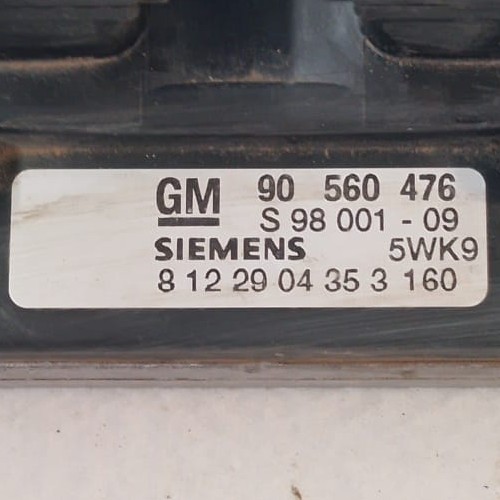 GM 90 560 476
S 98 001 - 09
SIEMENS 5WK9
8 12 29 04 35 3 160